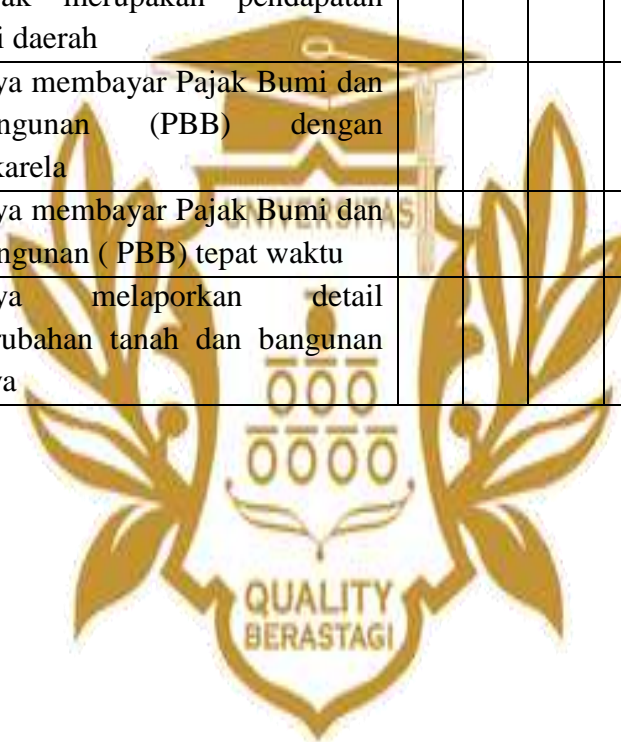 ak merupakan pendapatan
i daerah
ya membayar Pajak Bumi dan
ngunan (PBB) dengan
karela
ya membayar Pajak Bumi dan
UNIVERSITAS
ngunan ( PBB) tepat waktu
ya melaporkan detail
rubahan tanah dan bangunan
ya
QUALITY
BERASTAGI